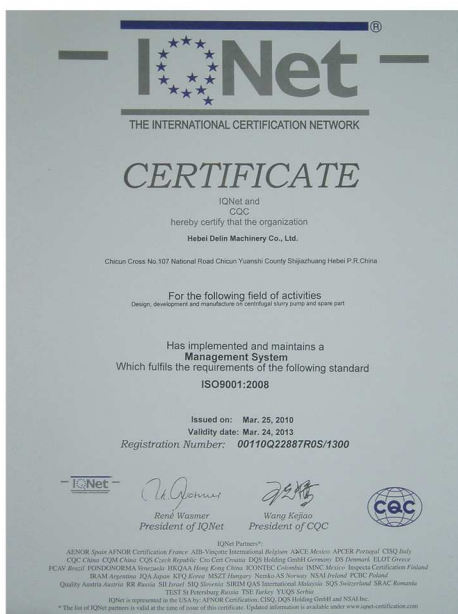 IQNet ®
THE INTERNATIONAL CERTIFICATION NETWORK
CERTIFICATE
IQNet and
CQC
hereby certify that the organization
Hebei Delin Machinery Co., Ltd.
Chicun Cross No.107 National Road Chicun Yuanshi County Shijiazhuang Hebei P.R.China
For the following field of activities
Design, development and manufacture on centrifugal slurry pump and spare part
Has implemented and maintains a
Management System
Which fulfils the requirements of the following standard
ISO9001:2008
Issued on: Mar. 25, 2010
Validity date: Mar. 24, 2013
Registration Number: 00110Q22887R0S/1300
IQNet
CQC
René Wasmer Wang Kejiao
President of IQNet President of CQC
IQNet Partners*:
AENOR Spain AFNOR Certification France AIB-Vinçotte International Belgium ANCE Mexico APCER Portugal CISQ Italy
CQC China CQM China CQS Czech Republic Cro Cert Croatia DQS Holding GmbH Germany DS Denmark ELOT Greece
FCAV Brazil FONDONORMA Venezuela HKQAA Hong Kong China ICONTEC Colombia IMNC Mexico Inspecta Certification Finland
IRAM Argentina JQA Japan KFQ Korea MSZT Hungary Nemko AS Norway NSAI Ireland PCBC Poland
Quality Austria Austria RR Russia SII Israel SIQ Slovenia SIRIM QAS International Malaysia SQS Switzerland SRAC Romania
TEST St Petersburg Russia TSE Turkey YUQS Serbia
IQNet is represented in the USA by: AFNOR Certification, CISQ, DQS Holding GmbH and NSAI Inc.
* The list of IQNet partners is valid at the time of issue of this certificate. Updated information is available under www.iqnet-certification.com